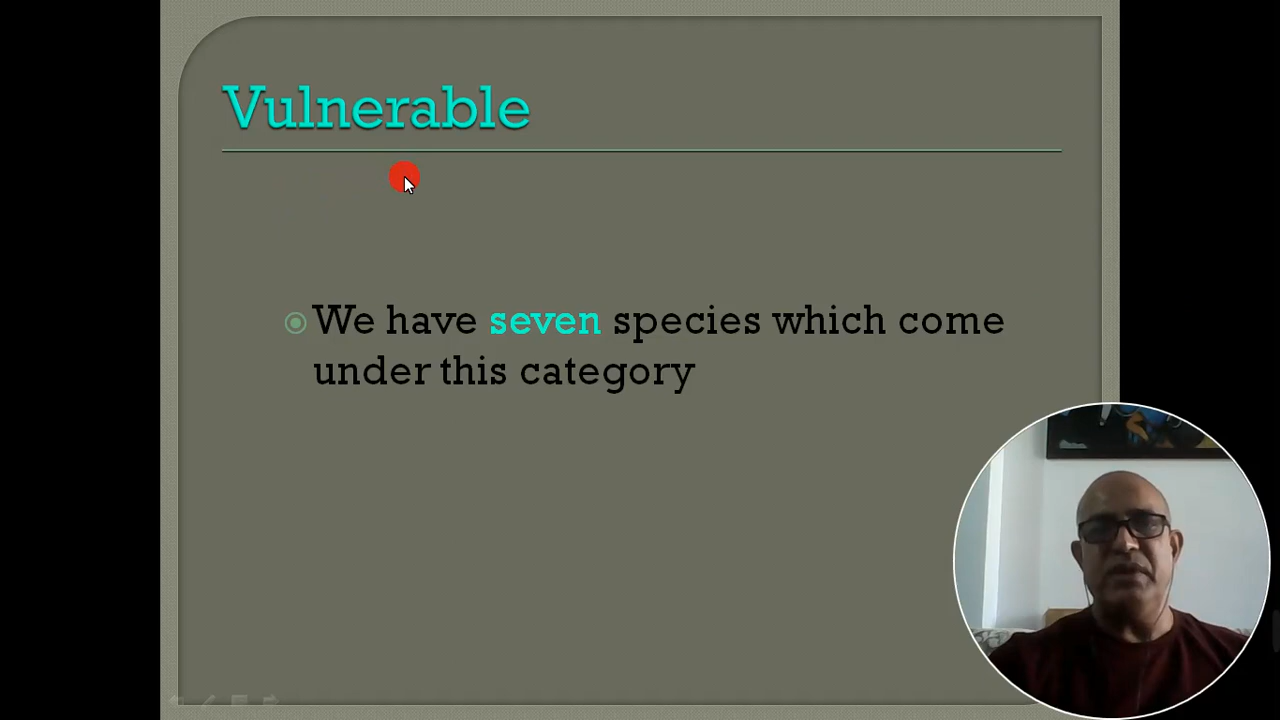 Vulnerable
We have seven species which come
under this category